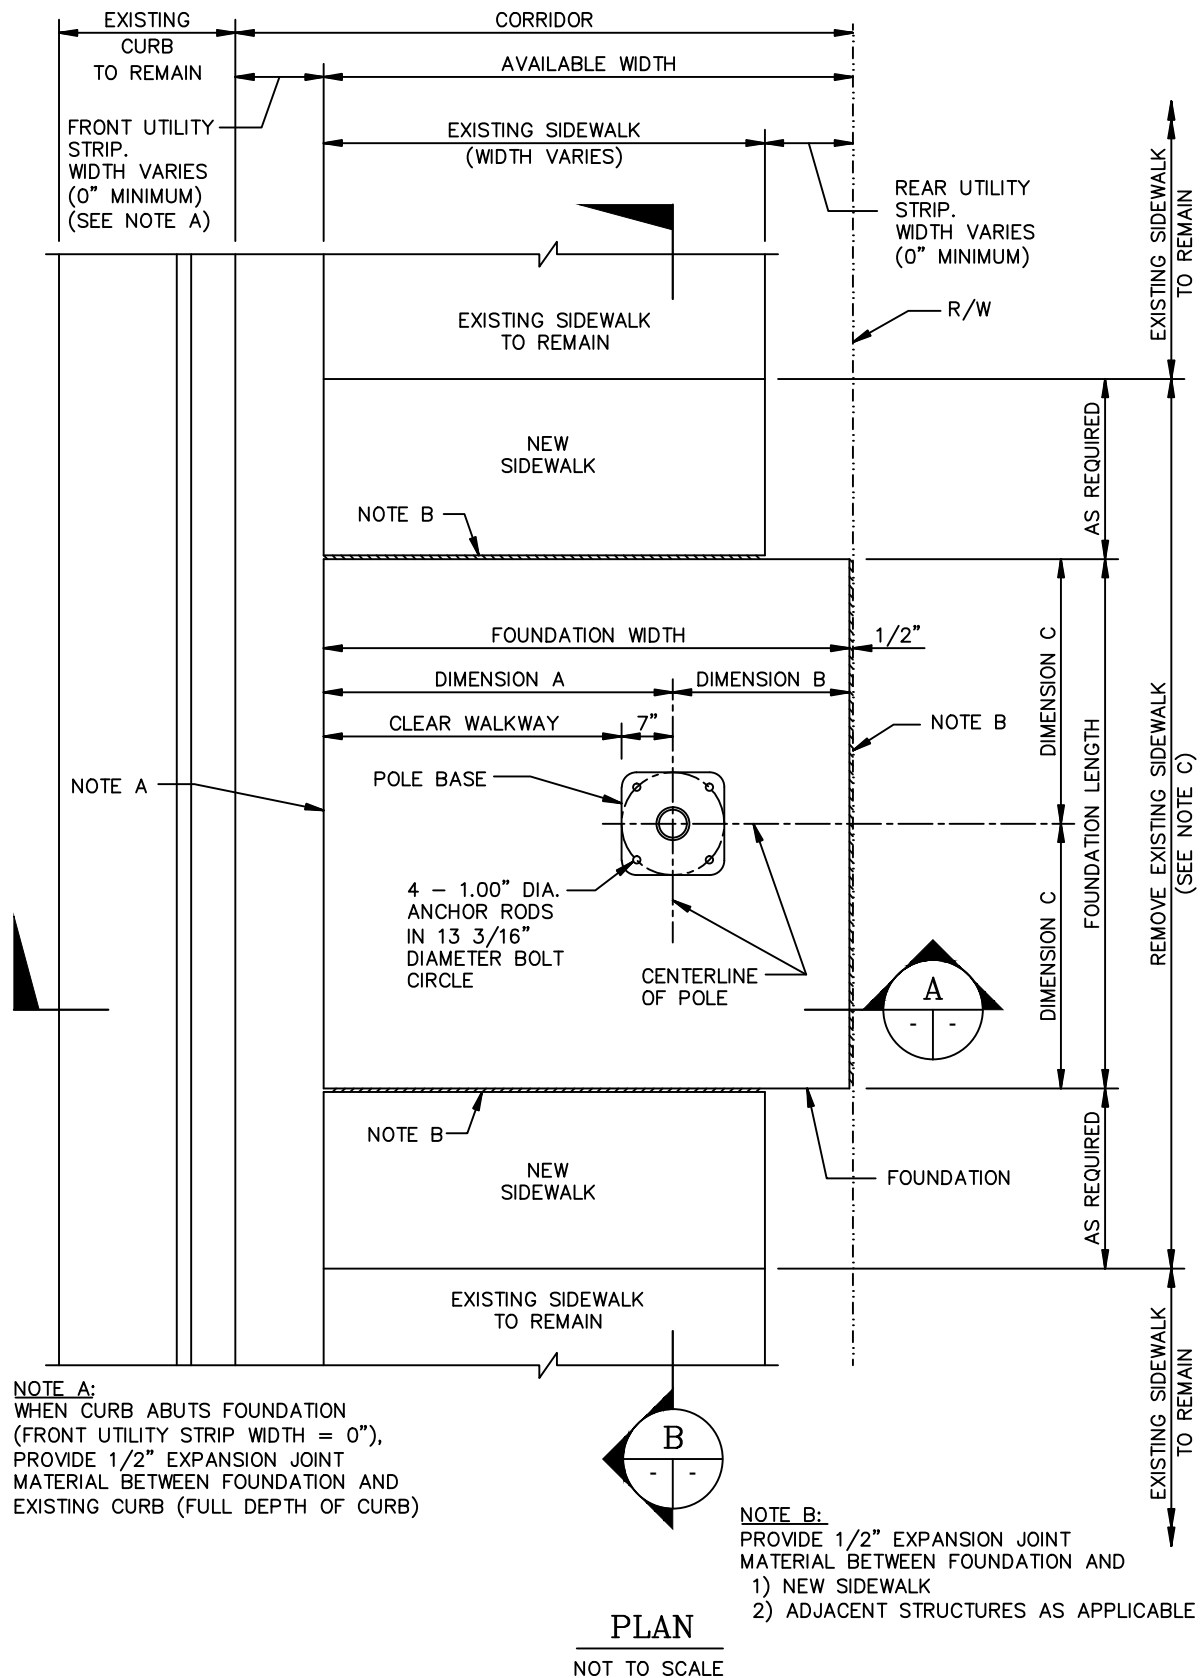 EXISTING
CURB
TO REMAIN
CORRIDOR
AVAILABLE WIDTH
FRONT UTILITY
STRIP.
WIDTH VARIES
(0” MINIMUM)
(SEE NOTE A)
EXISTING SIDEWALK
(WIDTH VARIES)
REAR UTILITY
STRIP.
WIDTH VARIES
(0” MINIMUM)
EXISTING SIDEWALK
TO REMAIN
R/W
EXISTING SIDEWALK
TO REMAIN
NEW
SIDEWALK
AS REQUIRED
NOTE B
FOUNDATION WIDTH
1/2”
DIMENSION A
DIMENSION B
CLEAR WALKWAY
7”
NOTE B
DIMENSION C
FOUNDATION LENGTH
REMOVE EXISTING SIDEWALK
(SEE NOTE C)
NOTE A
POLE BASE
4 – 1.00” DIA.
ANCHOR RODS
IN 13 3/16”
DIAMETER BOLT
CIRCLE
CENTERLINE
OF POLE
DIMENSION C
A
- -
NOTE B
NEW
SIDEWALK
FOUNDATION
AS REQUIRED
EXISTING SIDEWALK
TO REMAIN
EXISTING SIDEWALK
TO REMAIN
NOTE A:
WHEN CURB ABUTS FOUNDATION
(FRONT UTILITY STRIP WIDTH = 0”),
PROVIDE 1/2” EXPANSION JOINT
MATERIAL BETWEEN FOUNDATION AND
EXISTING CURB (FULL DEPTH OF CURB)
B
- -
NOTE B:
PROVIDE 1/2” EXPANSION JOINT
MATERIAL BETWEEN FOUNDATION AND
1) NEW SIDEWALK
2) ADJACENT STRUCTURES AS APPLICABLE
PLAN
NOT TO SCALE